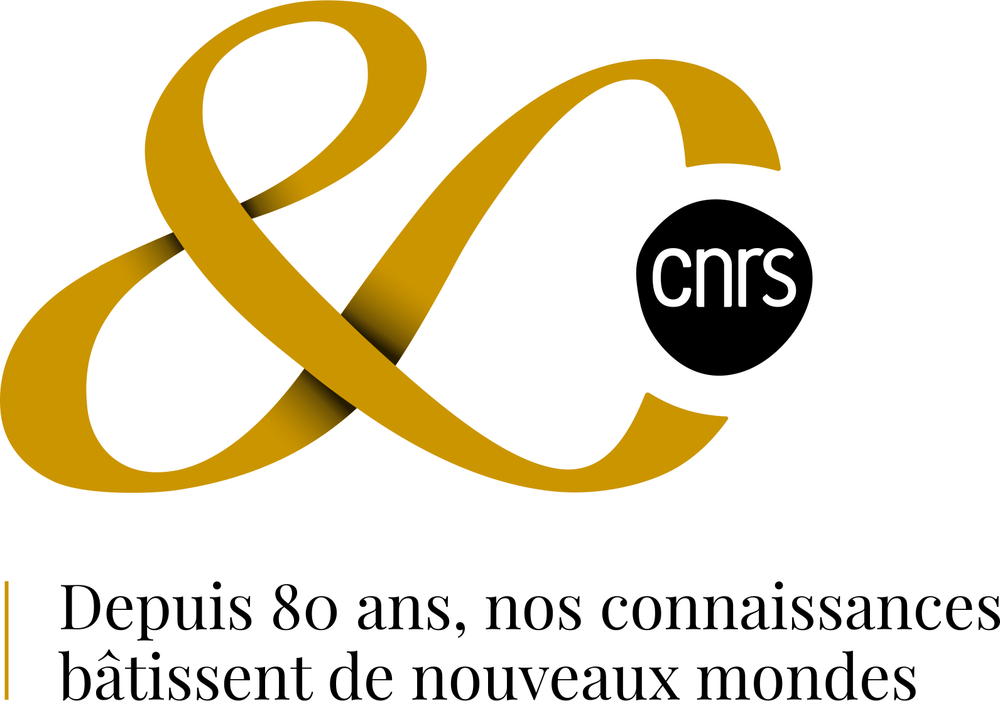 &
cnrs
Depuis 80 ans, nos connaissances
bâtissent de nouveaux mondes